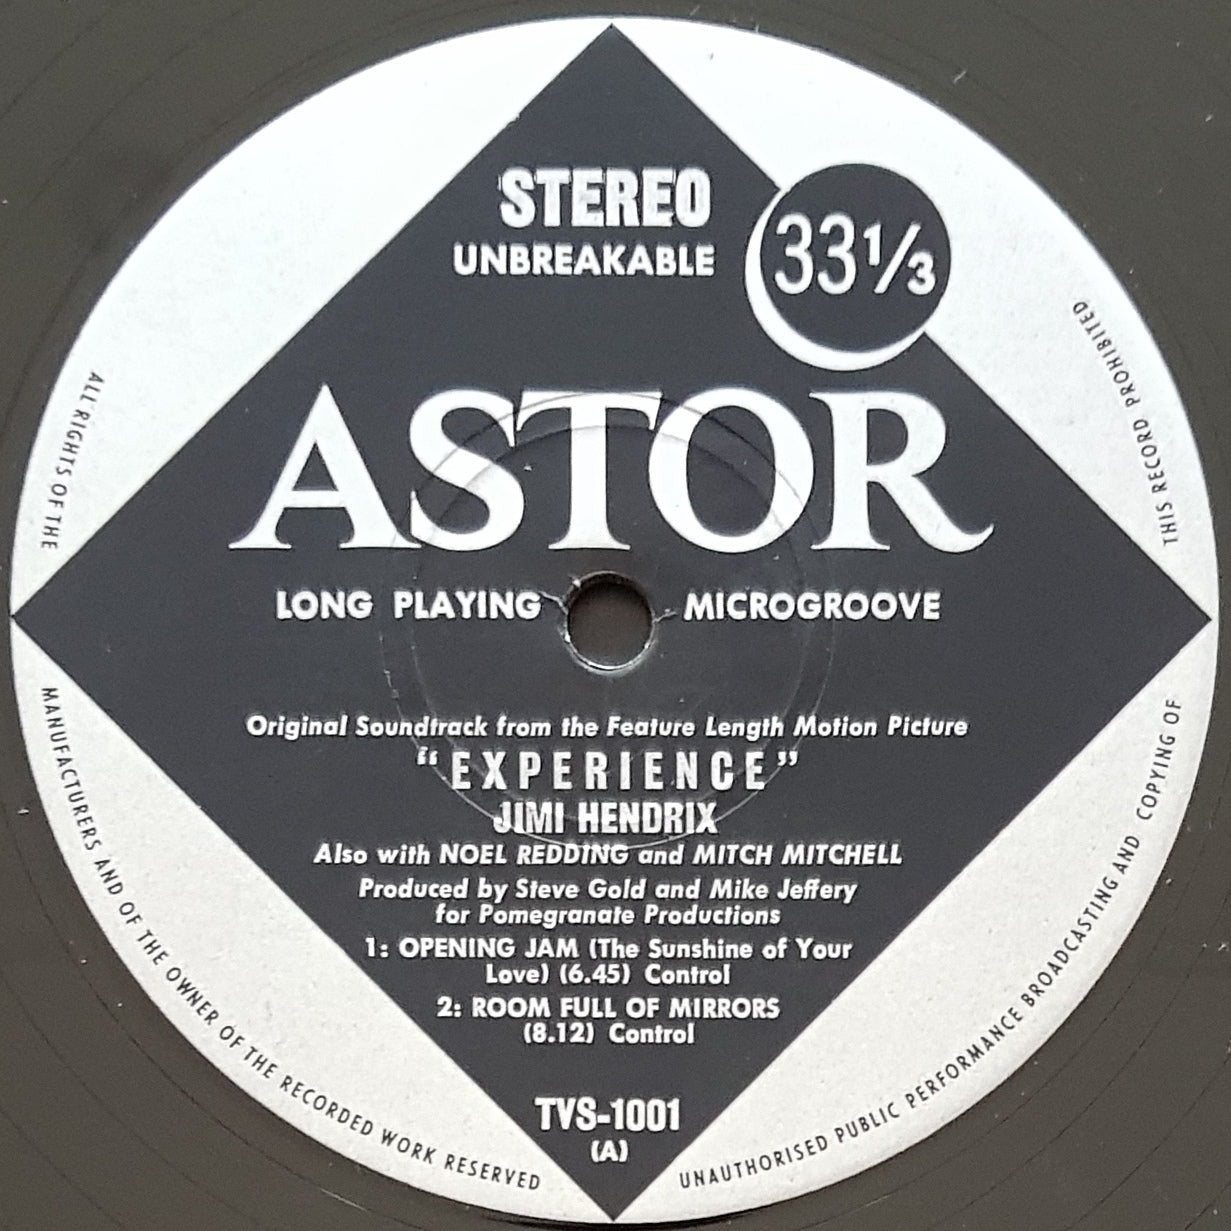 STEREO
UNBREAKABLE
33⅓
ASTOR
LONG PLAYING MICROGROOVE
Original Soundtrack from the Feature Length Motion Picture
“EXPERIENCE”
JIMI HENDRIX
Also with NOEL REDDING and MITCH MITCHELL
Produced by Steve Gold and Mike Jeffery
for Pomegranate Productions
1: OPENING JAM (The Sunshine of Your
Love) (6.45) Control
2: ROOM FULL OF MIRRORS
(8.12) Control
TVS-1001
(A)
ALL RIGHTS OF THE
MANUFACTURERS AND OF THE OWNER OF THE RECORDED WORK RESERVED
UNAUTHORISED PUBLIC PERFORMANCE BROADCASTING AND COPYING OF
THIS RECORD PROHIBITED